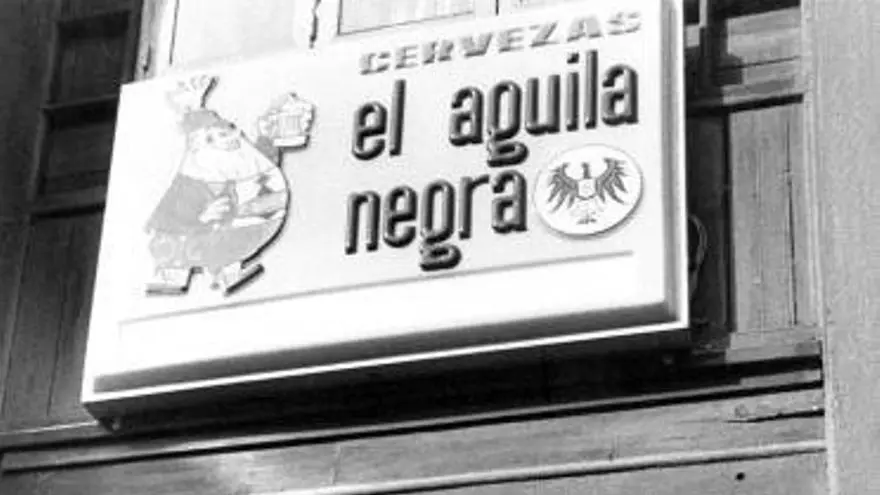 CERVEZAS
el aguila
negra